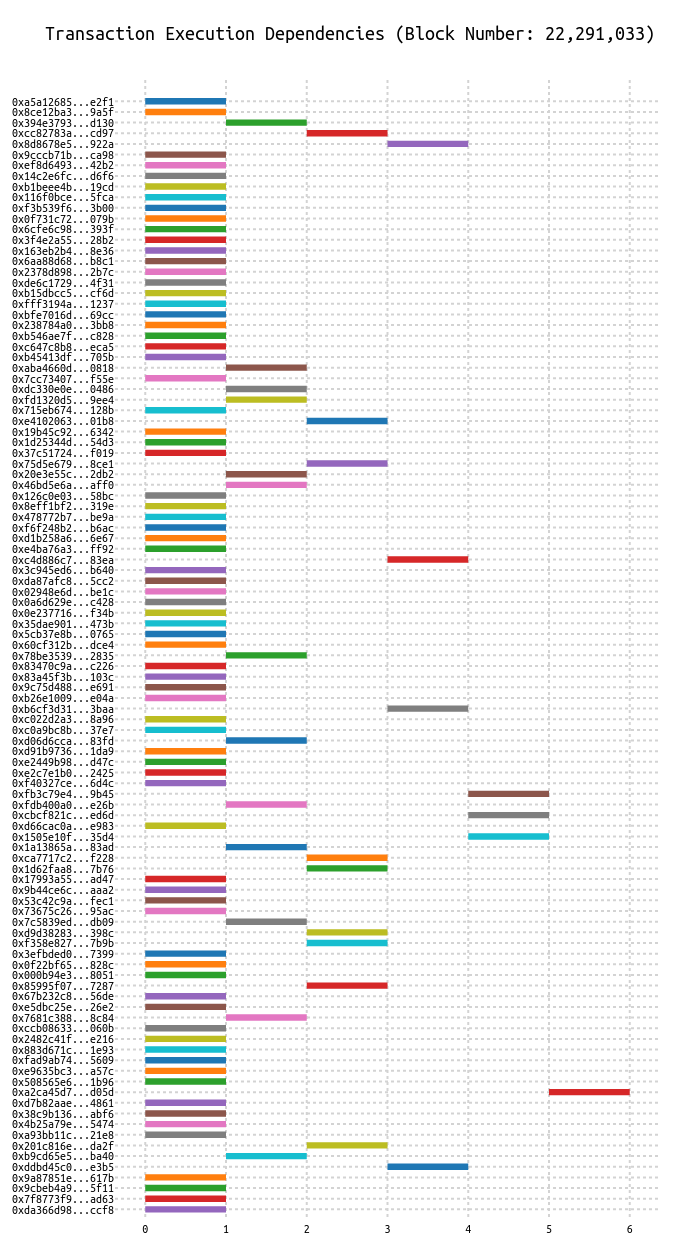 Transaction Execution Dependencies (Block Number: 22,291,033)
0xa5a12685...e2f1
0x8ce12ba3...9a5f
0x394e3793...d130
0xcc82783a...cd97
0x8d8678e5...922a
0x9cccb71b...ca98
0xef8d6493...42b2
0x14c2e6fc...d6f6
0xb1beee4b...19cd
0x116f0bce...5fca
0xf3b539f6...3b00
0x0f731c72...079b
0x6cfe6c98...393f
0x3f4e2a55...28b2
0x163eb2b4...8e36
0x6aa88d68...b8c1
0x2378d898...2b7c
0xde6c1729...4f31
0xb15dbcc5...cf6d
0xfff3194a...1237
0xbfe7016d...69cc
0x238784a0...3bb8
0xb546ae7f...c828
0xc647c8b8...eca5
0xb45413df...705b
0xaba4660d...0818
0x7cc73407...f55e
0xdc330e0e...0486
0xfd1320d5...9ee4
0x715eb674...128b
0xe4102063...01b8
0x19b45c92...6342
0x1d25344d...54d3
0x37c51724...f019
0x75d5e679...8ce1
0x20e3e55c...2db2
0x46bd5e6a...aff0
0x126c0e03...58bc
0x8eff1bf2...319e
0x478772b7...be9a
0xf6f248b2...b6ac
0xd1b258a6...6e67
0xe4ba76a3...ff92
0xc4d886c7...83ea
0x3c945ed6...b640
0xda87afc8...5cc2
0x02948e6d...be1c
0x0a6d629e...c428
0x0e237716...f34b
0x35dae901...473b
0x5cb37e8b...0765
0x60cf312b...dce4
0x78be3539...2835
0x83470c9a...c226
0x83a45f3b...103c
0x9c75d488...e691
0xb26e1009...e04a
0xb6cf3d31...3baa
0xc022d2a3...8a96
0xc0a9bc8b...37e7
0xd06d6cca...83fd
0xd91b9736...1da9
0xe2449b98...d47c
0xe2c7e1b0...2425
0xf40327ce...6d4c
0xfb3c79e4...9b45
0xfdb400a0...e26b
0xcbcf821c...ed6d
0xd66cac0a...e983
0x1505e10f...35d4
0x1a13865a...83ad
0xca7717c2...f228
0x1d62faa8...7b76
0x17993a55...ad47
0x9b44ce6c...aaa2
0x53c42c9a...fec1
0x73675c26...95ac
0x7c5839ed...db09
0xd9d38283...398c
0xf358e827...7b9b
0x3efbded0...7399
0x0f22bf65...828c
0x000b94e3...8051
0x85995f07...7287
0x67b232c8...56de
0xe5dbc25e...26e2
0x7681c388...8c84
0xccb08633...060b
0x2482c41f...e216
0x883d671c...1e93
0xfad9ab74...5609
0xe9635bc3...a57c
0x508565e6...1b96
0xa2ca45d7...d05d
0xd7b82aae...4861
0x38c9b136...abf6
0x4b25a79e...5474
0xa93bb11c...21e8
0x201c816e...da2f
0xb9cd65e5...ba40
0xddbd45c0...e3b5
0x9a87851e...617b
0x9cbeb4a9...5f11
0x7f8773f9...ad63
0xda366d98...ccf8
0 1 2 3 4 5 6